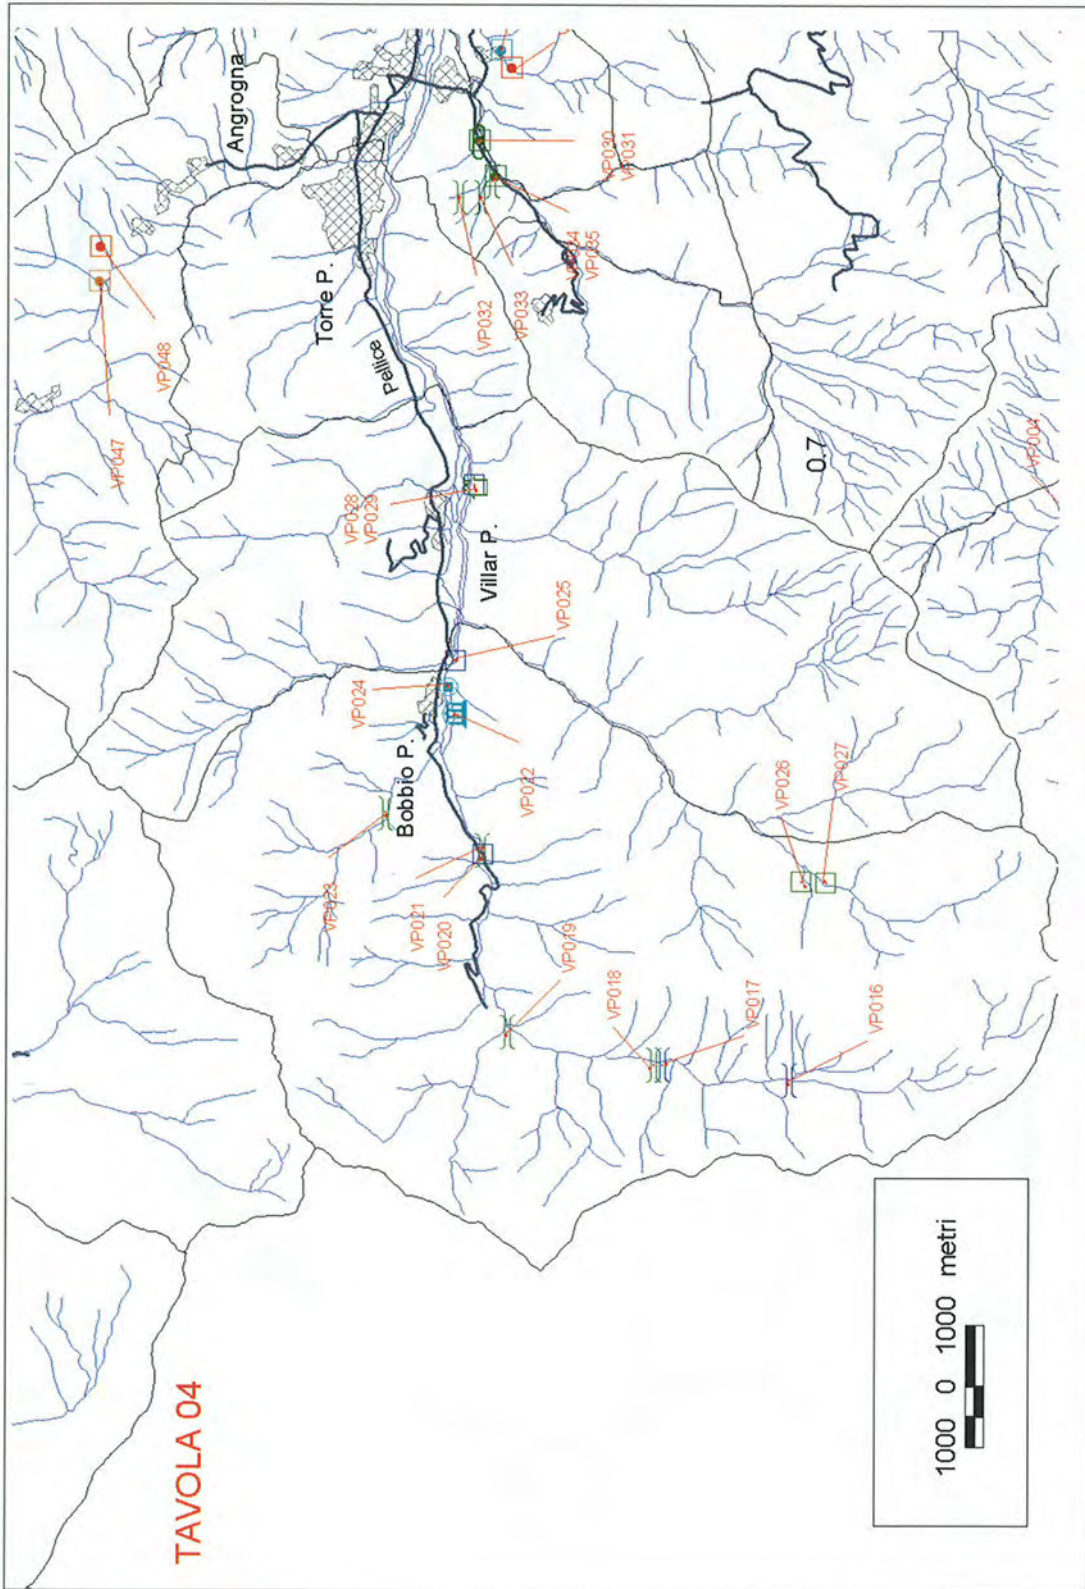 TAVOLA 04
Angrogna
Torre P.
Pellice
Villar P.
Bobbio P.
0.7
VP047
VP048
VP030
VP031
VP034
VP035
VP032
VP033
VP004
VP028
VP029
VP025
VP024
VP022
VP023
VP021
VP020
VP019
VP026
VP027
VP018
VP017
VP016
1000 0 1000 metri